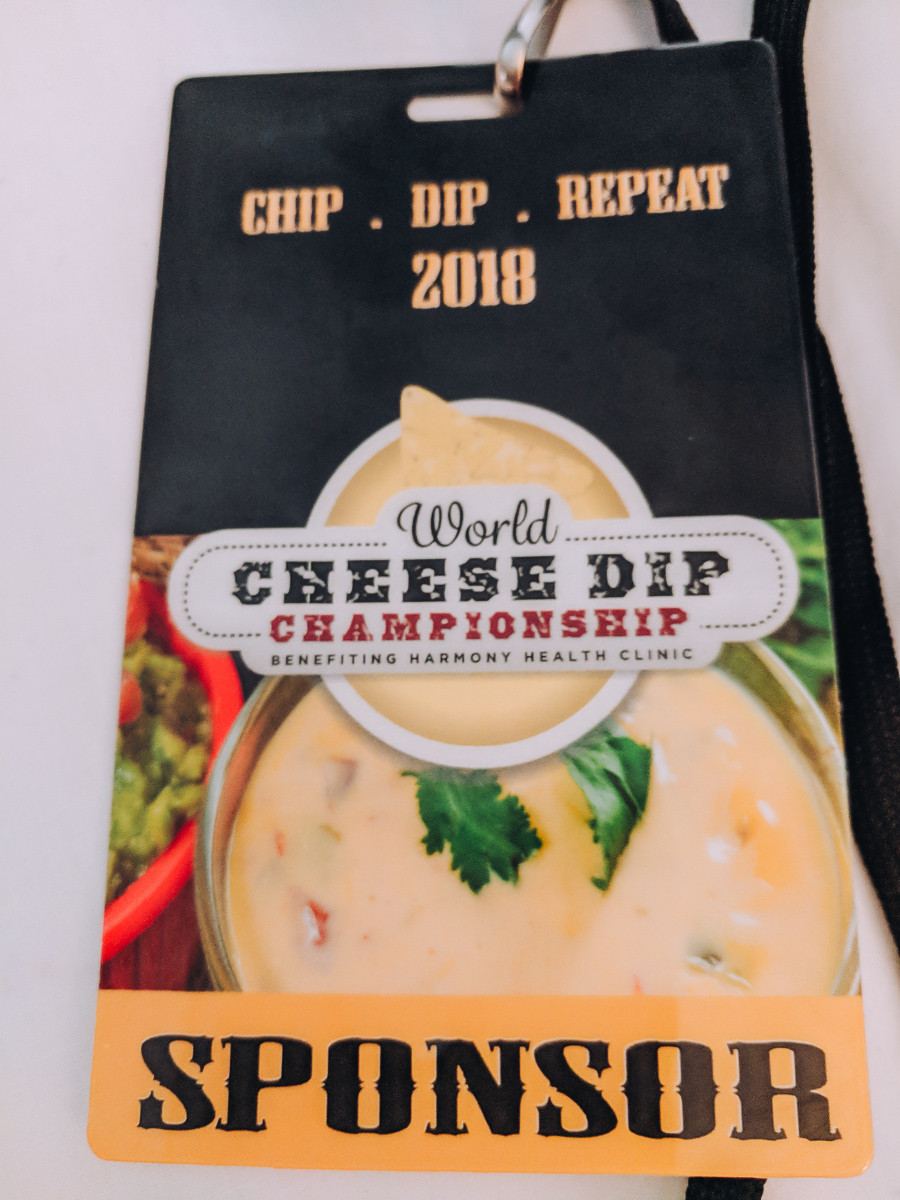 CHIP . DIP . REPEAT
2018
World
CHEESE DIP
CHAMPIONSHIP
BENEFITING HARMONY HEALTH CLINIC
SPONSOR